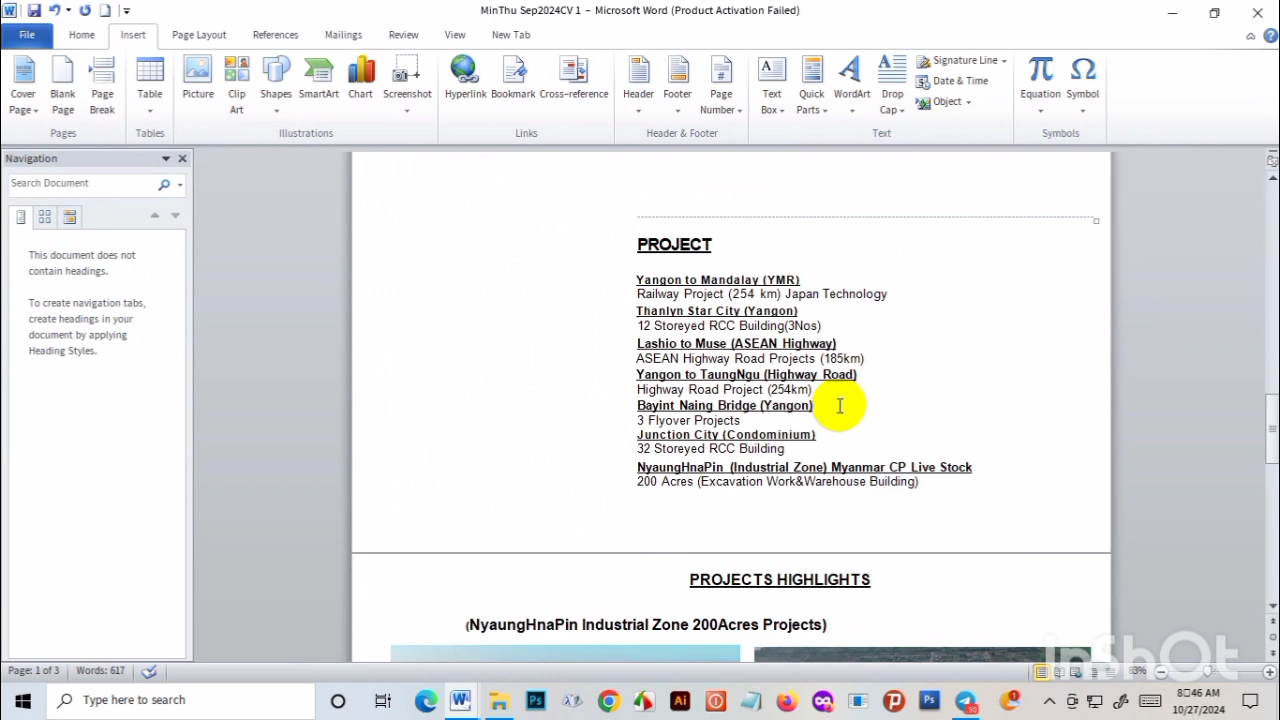 MinThu Sep2024CV 1 - Microsoft Word (Product Activation Failed)
File Home Insert Page Layout References Mailings Review View New Tab
Cover Page Blank Page Page Break Table Picture Clip Art Shapes SmartArt Chart Screenshot Hyperlink Bookmark Cross-reference Header Footer Page Number Text Box Quick Parts WordArt Drop Cap Signature Line Date & Time Object Equation Symbol
Pages Tables Illustrations Links Header & Footer Text Symbols
Navigation
Search Document
This document does not
contain headings.
To create navigation tabs,
create headings in your
document by applying
Heading Styles.
PROJECT
Yangon to Mandalay (YMR)
Railway Project (254 km) Japan Technology
Thanlyn Star City (Yangon)
12 Storeyed RCC Building(3Nos)
Lashio to Muse (ASEAN Highway)
ASEAN Highway Road Projects (185km)
Yangon to TaungNgu (Highway Road)
Highway Road Project (254km)
Bayint Naing Bridge (Yangon)
3 Flyover Projects
Junction City (Condominium)
32 Storeyed RCC Building
NyaungHnaPin (Industrial Zone) Myanmar CP Live Stock
200 Acres (Excavation Work&Warehouse Building)
PROJECTS HIGHLIGHTS
(NyaungHnaPin Industrial Zone 200Acres Projects)
InShOt
Page: 1 of 3 Words: 617 83%
Type here to search
8:46 AM
10/27/2024